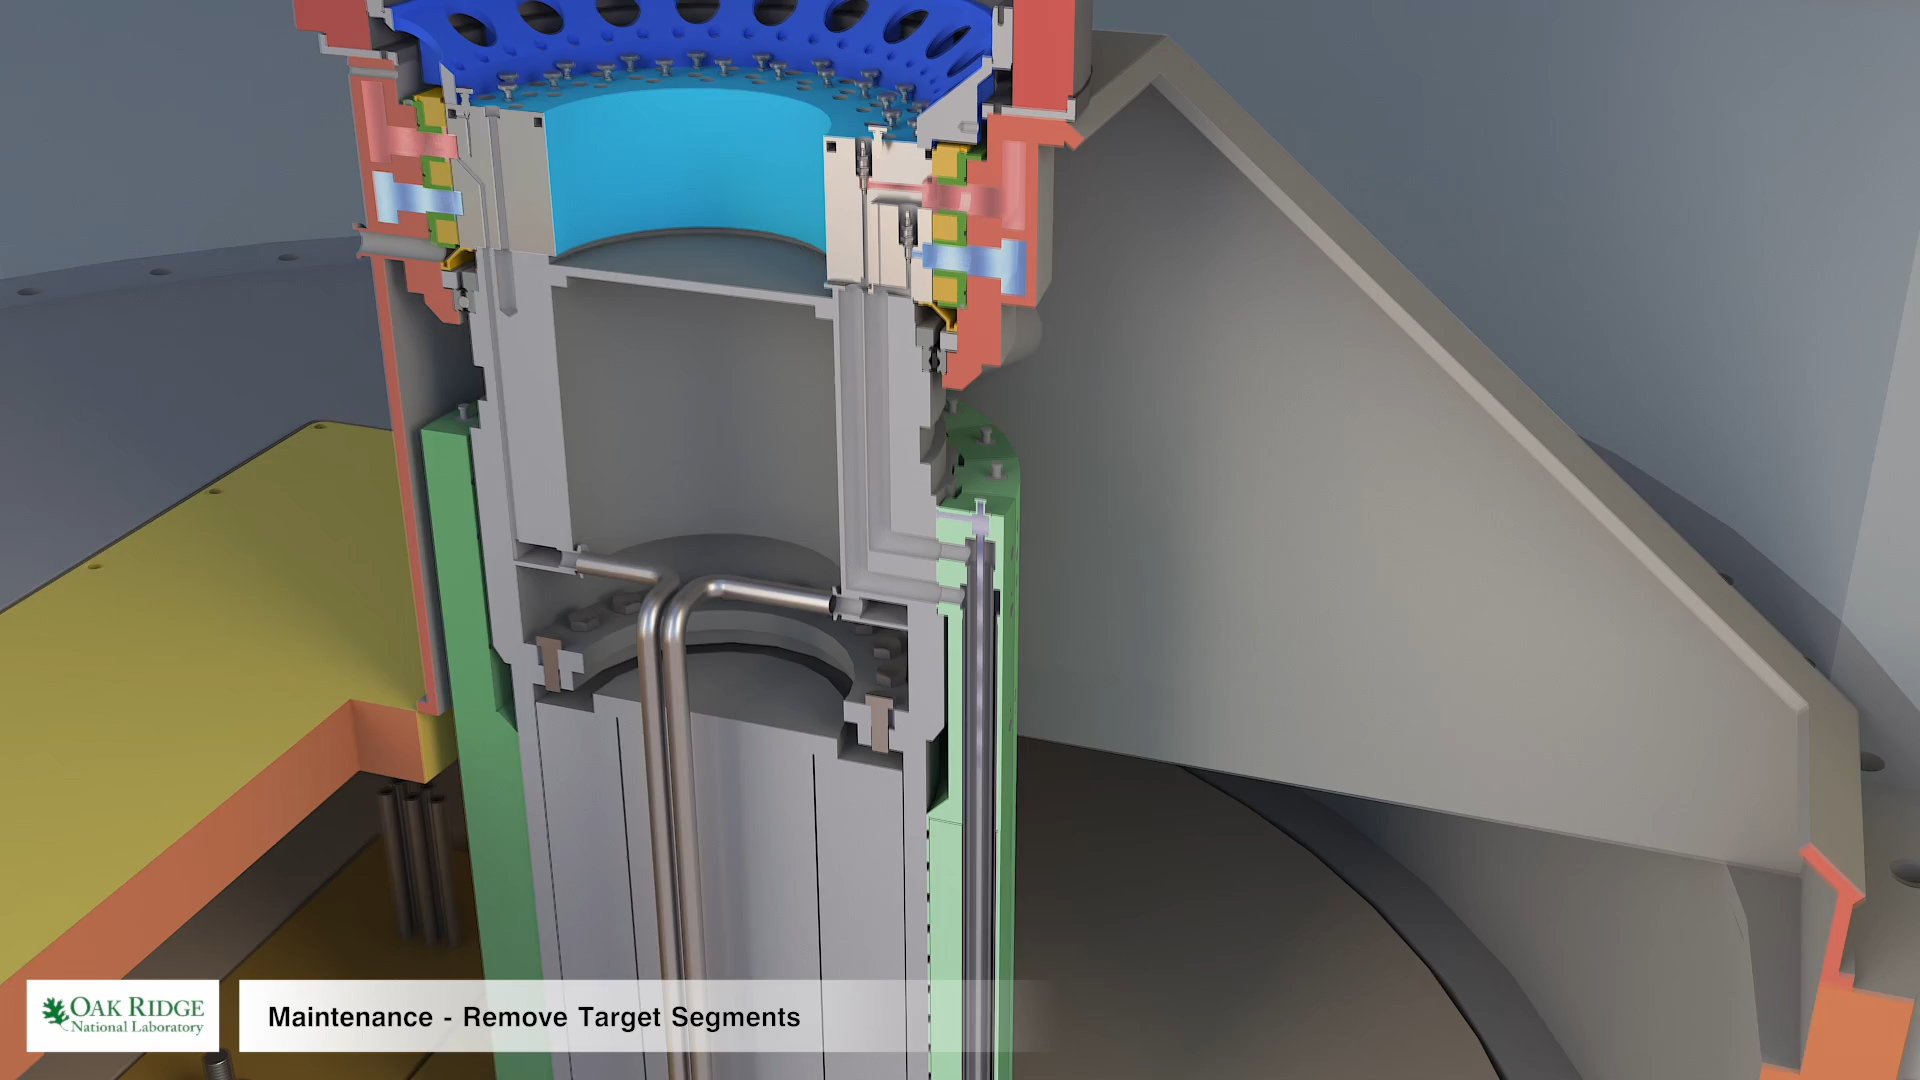 OAK RIDGE
National Laboratory
Maintenance - Remove Target Segments